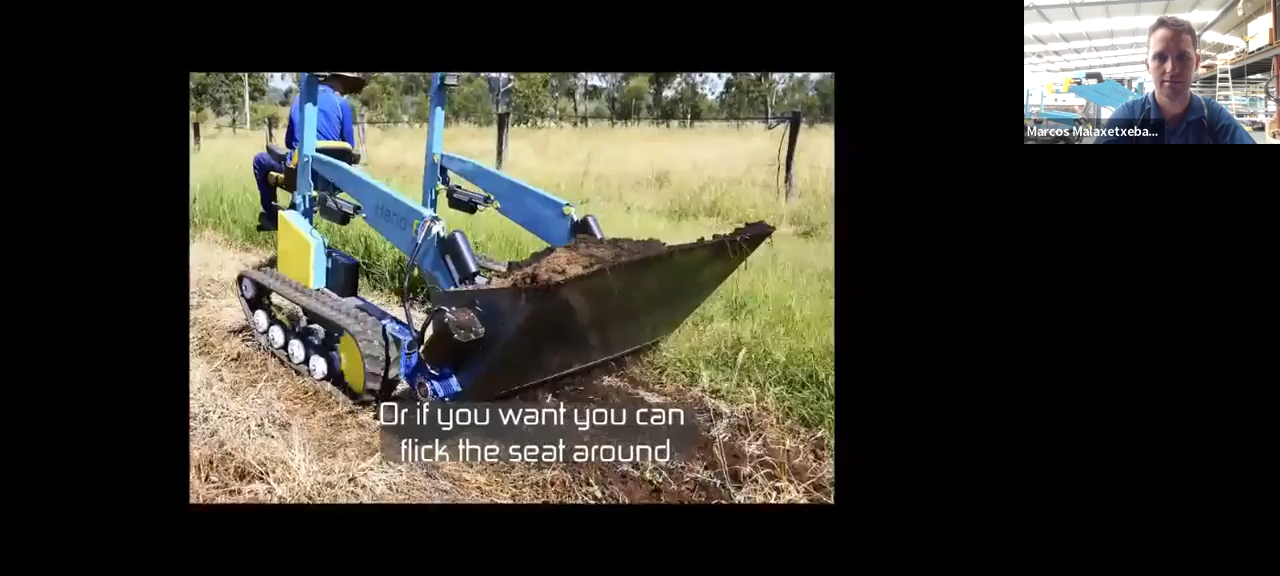 Marcos Malaxetxeba...
Or if you want you can
flick the seat around